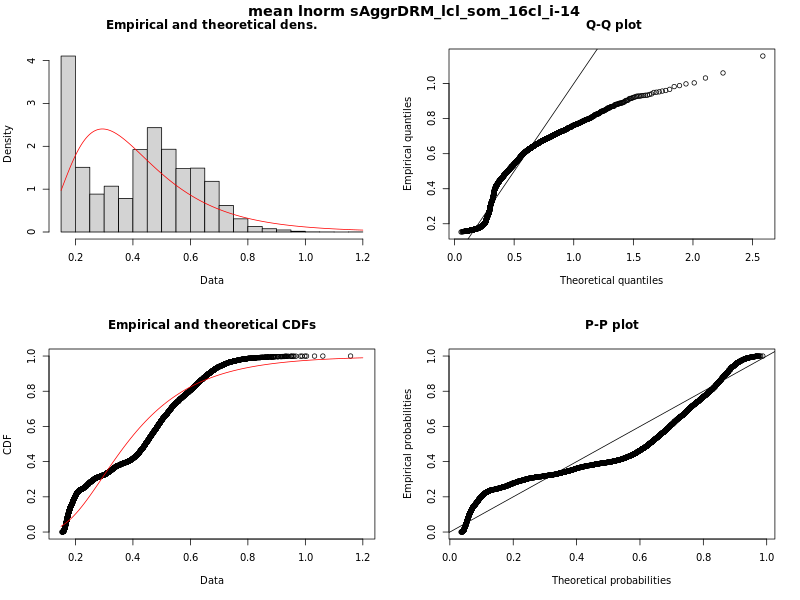 mean lnorm sAggrDRM_lcl_som_16cl_i-14
Empirical and theoretical dens.
Density
0 1 2 3 4
0.2 0.4 0.6 0.8 1.0 1.2
Data
Q-Q plot
Empirical quantiles
0.2 0.4 0.6 0.8 1.0
0.0 0.5 1.0 1.5 2.0 2.5
Theoretical quantiles
Empirical and theoretical CDFs
CDF
0.0 0.2 0.4 0.6 0.8 1.0
0.2 0.4 0.6 0.8 1.0 1.2
Data
P-P plot
Empirical probabilities
0.0 0.2 0.4 0.6 0.8 1.0
0.0 0.2 0.4 0.6 0.8 1.0
Theoretical probabilities